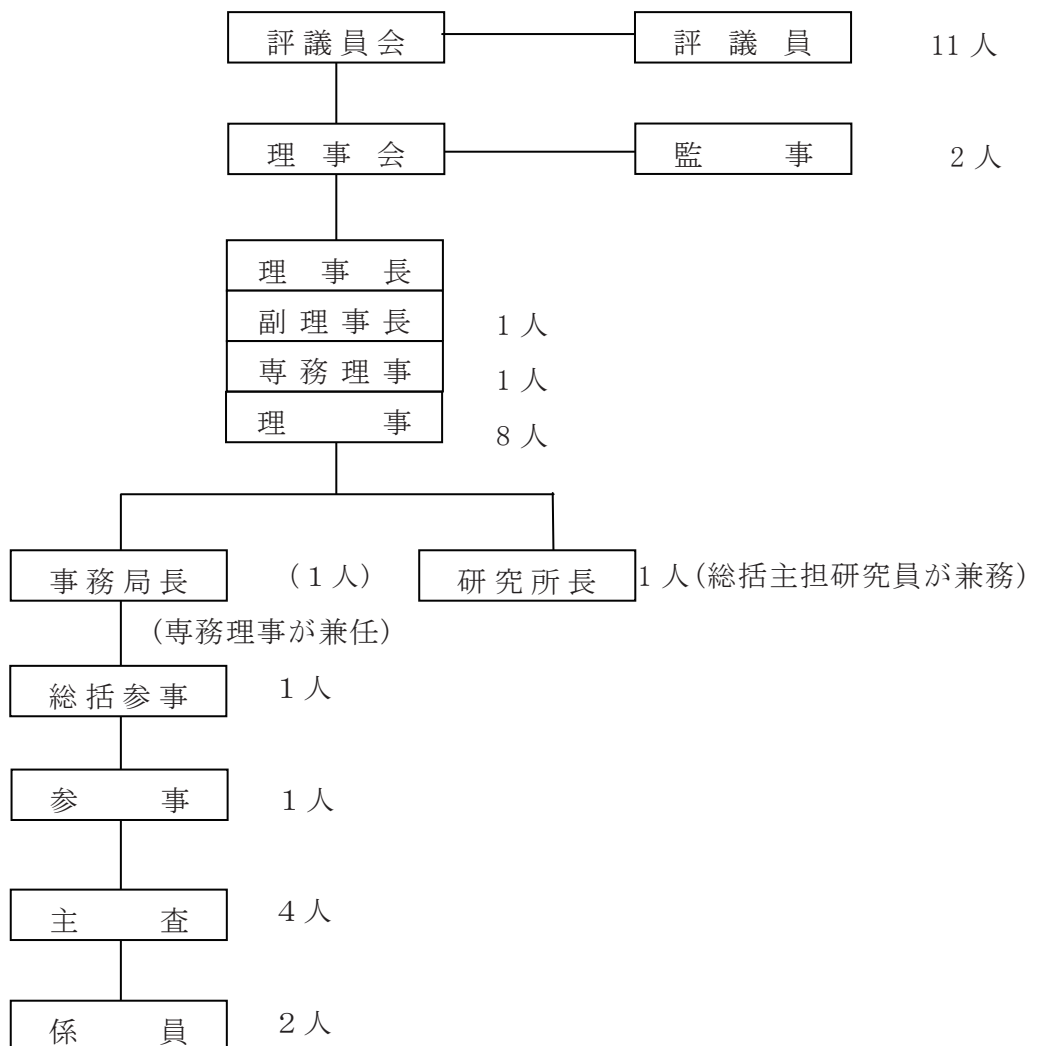 評議員会 評議員 11人
理事会 監事 2人
理事長
副理事長 1人
専務理事 1人
理事 8人
事務局長 (1人) 研究所長 1人(総括主担研究員が兼務)
(専務理事が兼任)
総括参事 1人
参事 1人
主査 4人
係員 2人